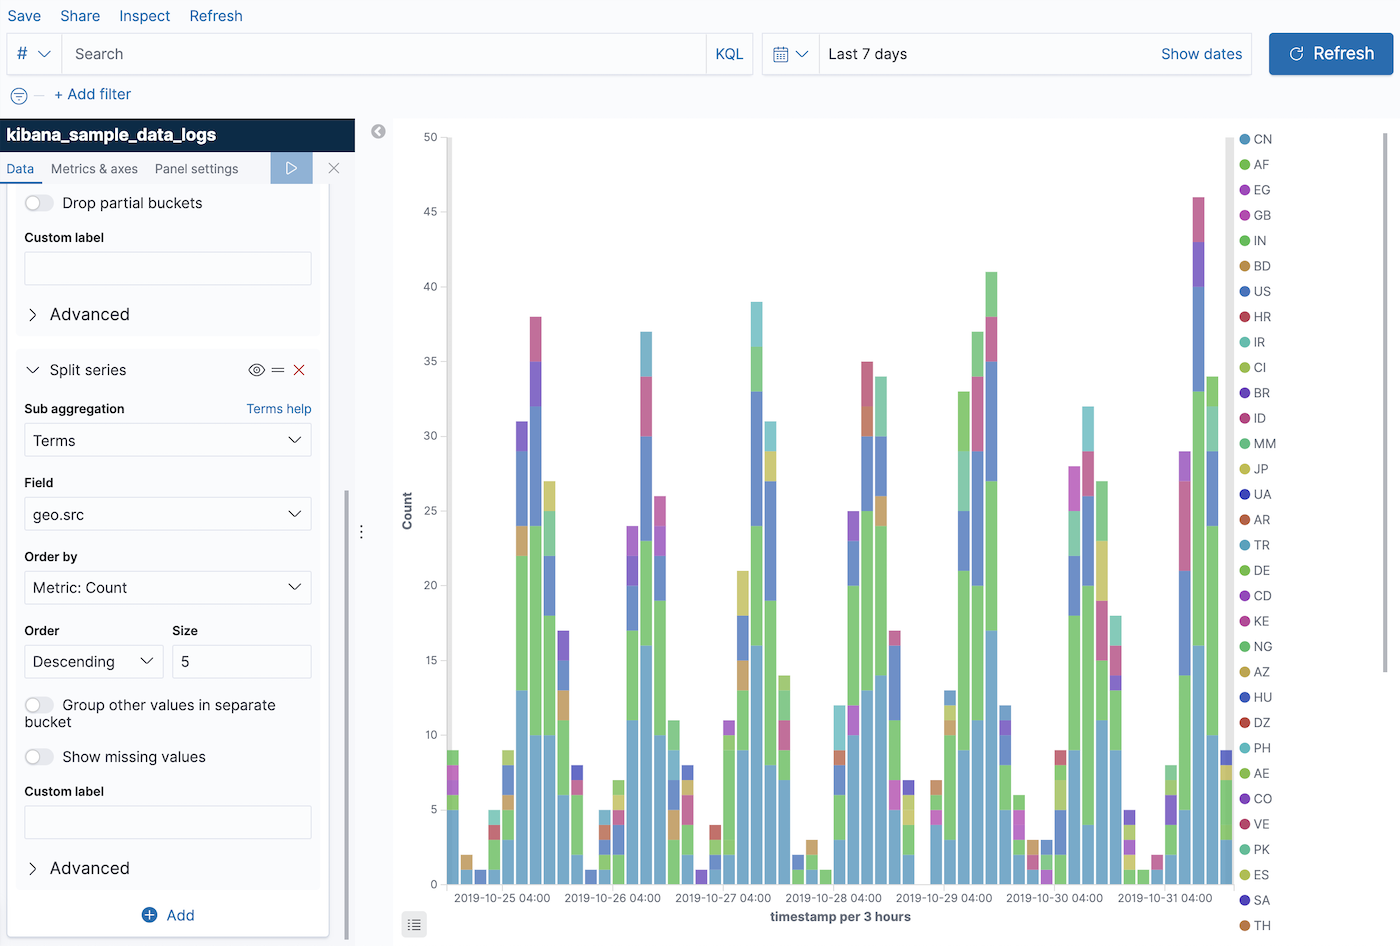 Save Share Inspect Refresh
# Search KQL Last 7 days Show dates Refresh
+ Add filter
kibana_sample_data_logs
Data Metrics & axes Panel settings
Drop partial buckets
Custom label
Advanced
Split series
Sub aggregation Terms help
Terms
Field
geo.src
Order by
Metric: Count
Order Size
Descending 5
Group other values in separate
bucket
Show missing values
Custom label
Advanced
Add
50
45
40
35
30
25
20
15
10
5
0
Count
2019-10-25 04:00 2019-10-26 04:00 2019-10-27 04:00 2019-10-28 04:00 2019-10-29 04:00 2019-10-30 04:00 2019-10-31 04:00
timestamp per 3 hours
CN
AF
EG
GB
IN
BD
US
HR
IR
CI
BR
ID
MM
JP
UA
AR
TR
DE
CD
KE
NG
AZ
HU
DZ
PH
AE
CO
VE
PK
ES
SA
TH